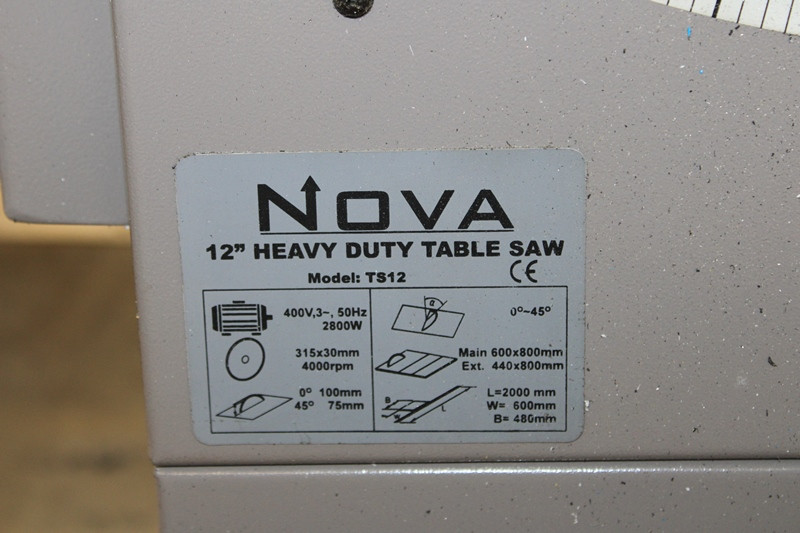 NOVA
12" HEAVY DUTY TABLE SAW
Model: TS12
CE
400V,3~, 50Hz
2800W
315x30mm
4000rpm
0° 100mm
45° 75mm
α
0°~45°
Main 600x800mm
Ext. 440x800mm
B
W
L
L=2000 mm
W= 600mm
B= 480mm